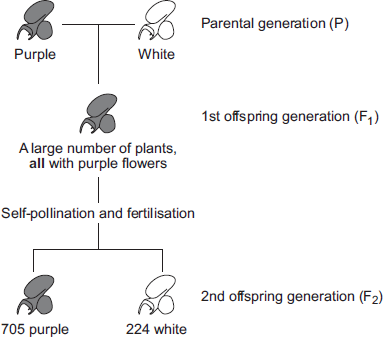 Parental generation (P)
Purple
White
1st offspring generation (F1)
A large number of plants,
all with purple flowers
Self-pollination and fertilisation
2nd offspring generation (F2)
705 purple
224 white